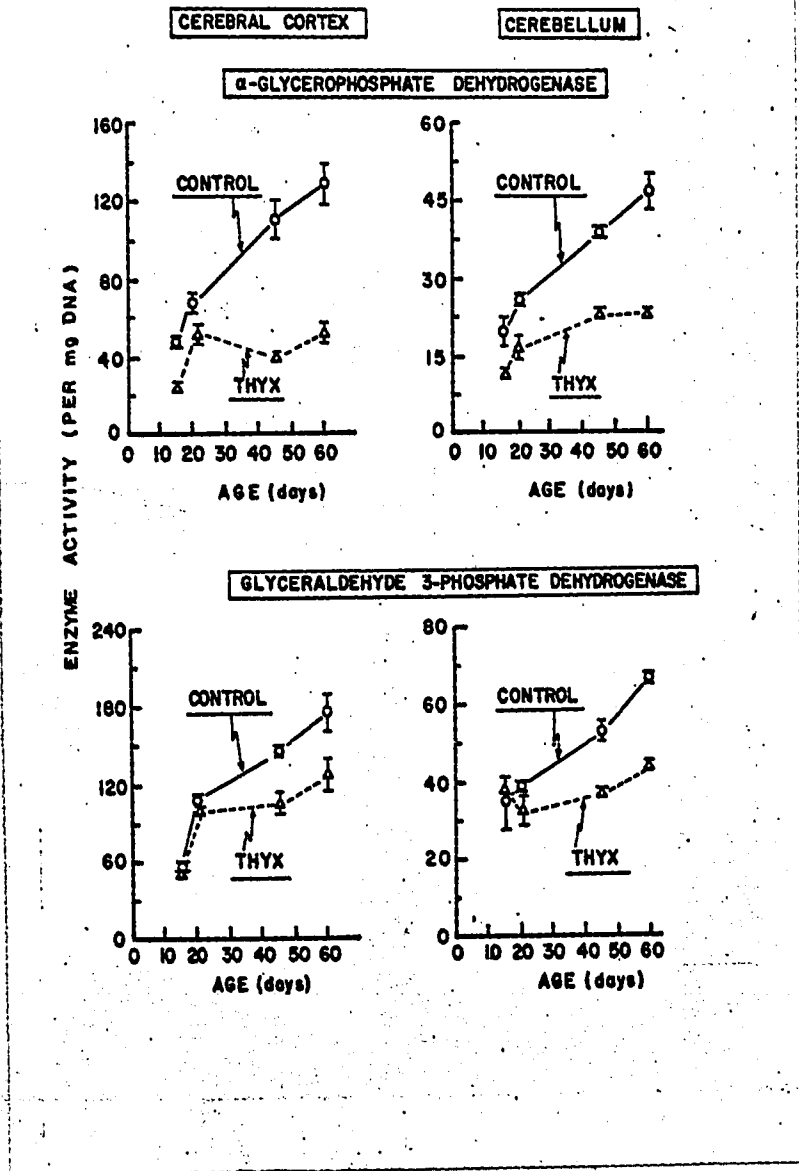 CEREBRAL CORTEX
CEREBELLUM
α-GLYCEROPHOSPHATE DEHYDROGENASE
ENZYME ACTIVITY (PER mg DNA)
160
120
80
40
0
CONTROL
THYX
0 10 20 30 40 50 60
AGE (days)
60
45
30
15
0
CONTROL
THYX
0 10 20 30 40 50 60
AGE (days)
GLYCERALDEHYDE 3-PHOSPHATE DEHYDROGENASE
240
180
120
60
0
CONTROL
THYX
0 10 20 30 40 50 60
AGE (days)
80
60
40
20
0
CONTROL
THYX
0 10 20 30 40 50 60
AGE (days)